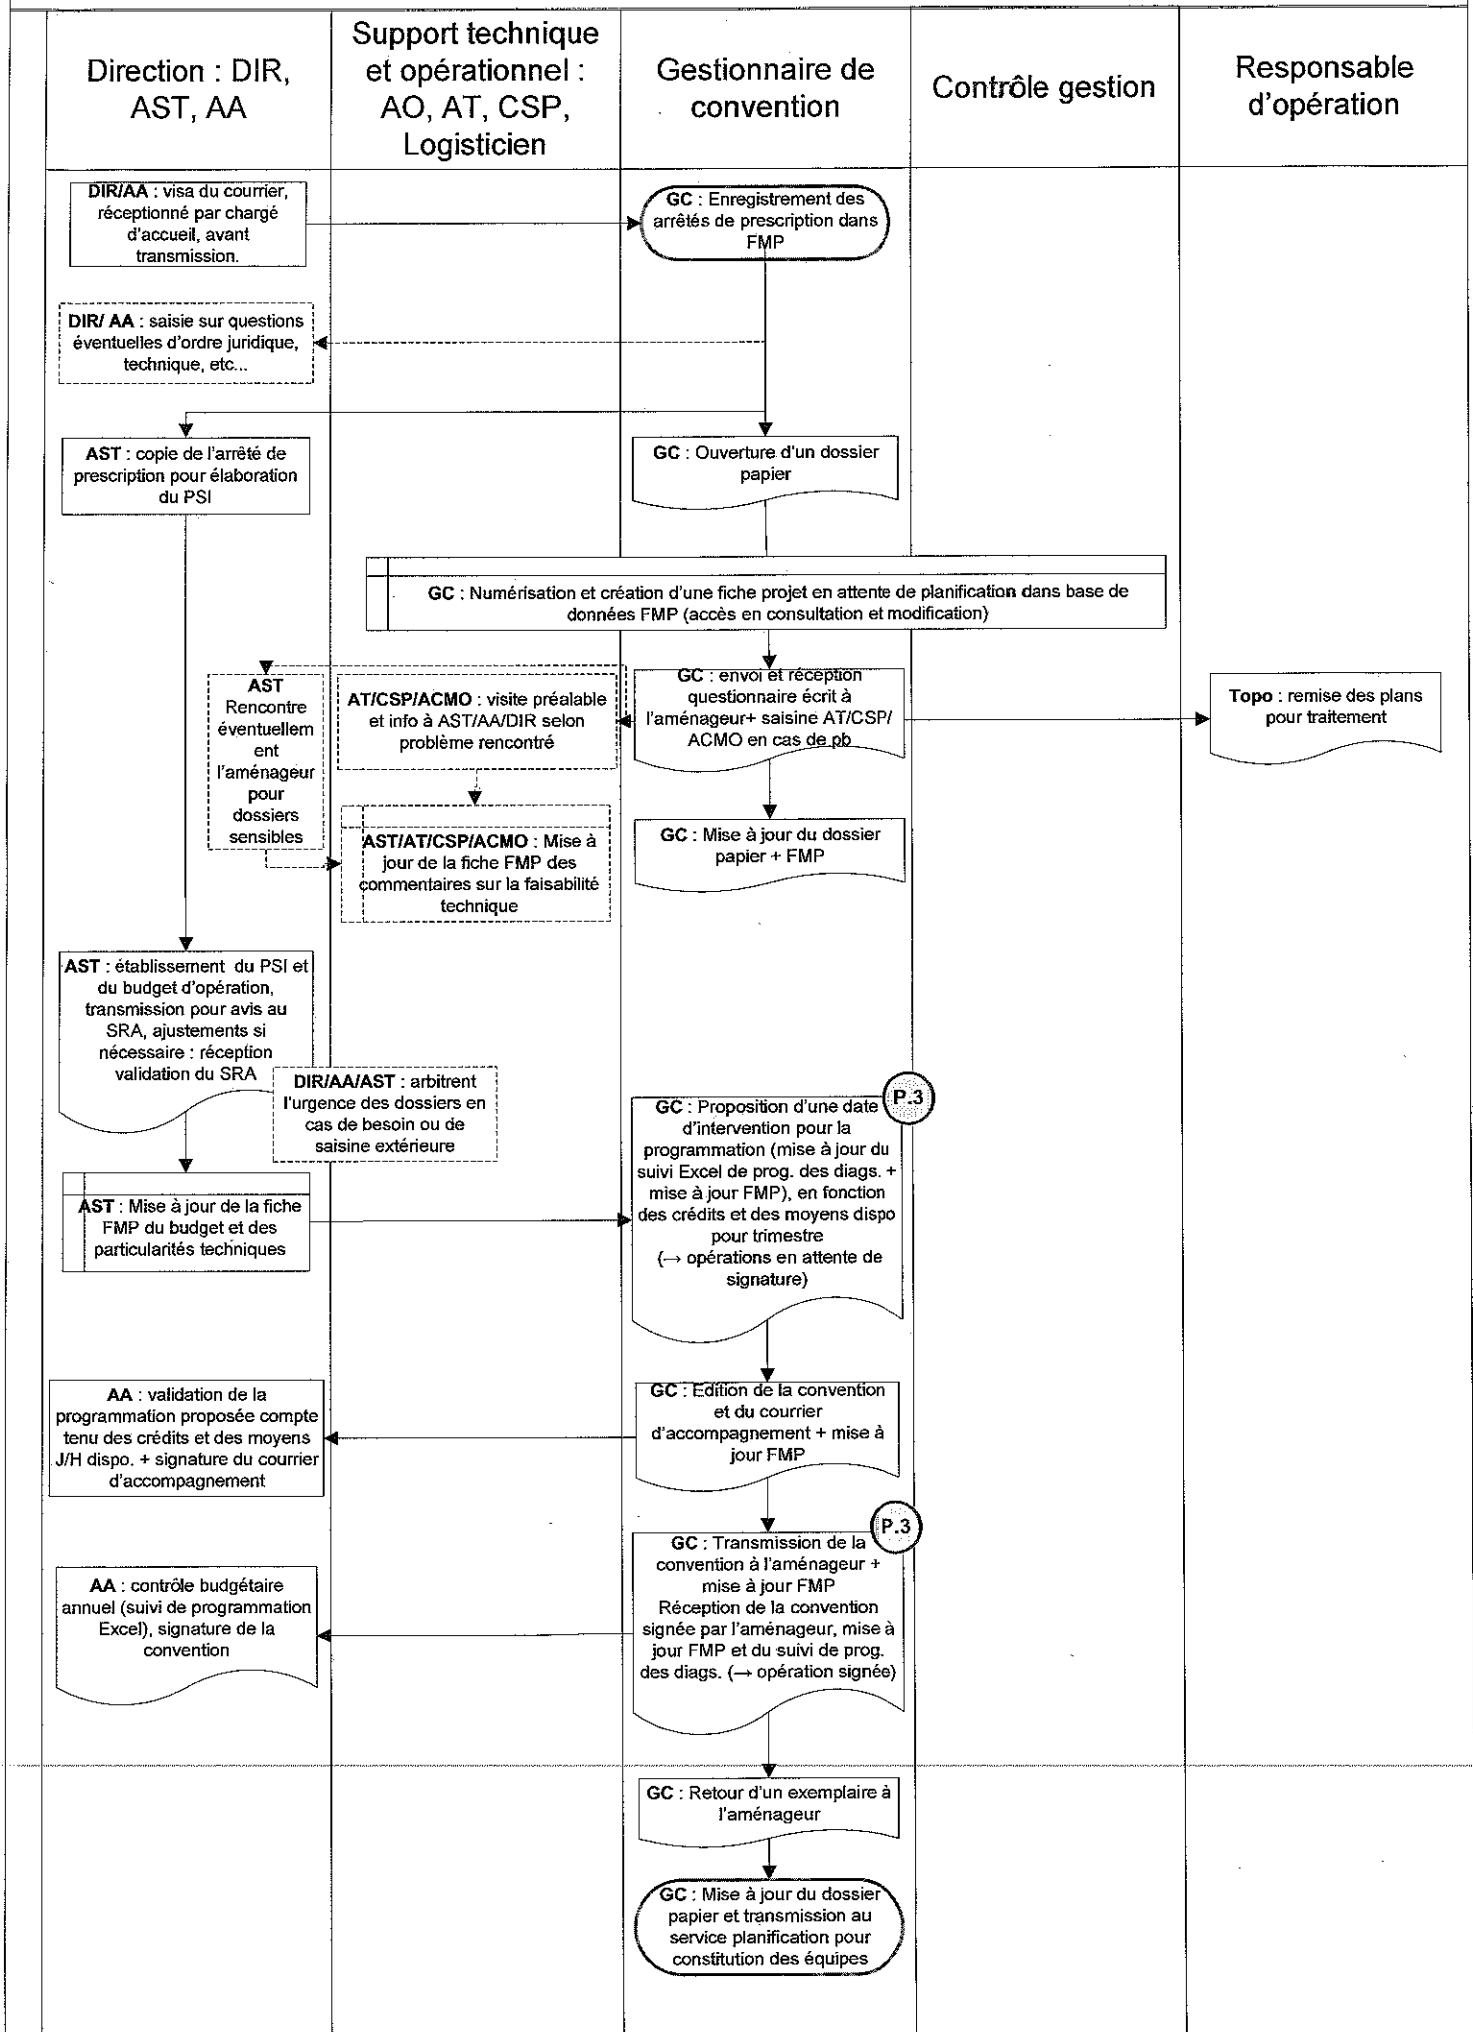 Direction : DIR,
AST, AA
Support technique
et opérationnel :
AO, AT, CSP,
Logisticien
Gestionnaire de
convention
Contrôle gestion
Responsable
d'opération
DIR/AA : visa du courrier,
réceptionné par chargé
d'accueil, avant
transmission.
GC : Enregistrement des
arrêtés de prescription dans
FMP
DIR/ AA : saisie sur questions
éventuelles d'ordre juridique,
technique, etc...
AST : copie de l'arrêté de
prescription pour élaboration
du PSI
GC : Ouverture d'un dossier
papier
GC : Numérisation et création d'une fiche projet en attente de planification dans base de
données FMP (accès en consultation et modification)
AST
Rencontre
éventuellem
ent
l'aménageur
pour
dossiers
sensibles
AT/CSP/ACMO : visite préalable
et info à AST/AA/DIR selon
problème rencontré
GC : envoi et réception
questionnaire écrit à
l'aménageur+ saisine AT/CSP/
ACMO en cas de pb
Topo : remise des plans
pour traitement
AST/AT/CSP/ACMO : Mise à
jour de la fiche FMP des
commentaires sur la faisabilité
technique
GC : Mise à jour du dossier
papier + FMP
AST : établissement du PSI et
du budget d'opération,
transmission pour avis au
SRA, ajustements si
nécessaire : réception
validation du SRA
DIR/AA/AST : arbitrent
l'urgence des dossiers en
cas de besoin ou de
saisine extérieure
P.3
GC : Proposition d'une date
d'intervention pour la
programmation (mise à jour du
suivi Excel de prog. des diags. +
mise à jour FMP), en fonction
des crédits et des moyens dispo
pour trimestre
(→ opérations en attente de
signature)
AST : Mise à jour de la fiche
FMP du budget et des
particularités techniques
AA : validation de la
programmation proposée compte
tenu des crédits et des moyens
J/H dispo. + signature du courrier
d'accompagnement
GC : Edition de la convention
et du courrier
d'accompagnement + mise à
jour FMP
P.3
GC : Transmission de la
convention à l'aménageur +
mise à jour FMP
Réception de la convention
signée par l'aménageur, mise à
jour FMP et du suivi de prog.
des diags. (→ opération signée)
AA : contrôle budgétaire
annuel (suivi de programmation
Excel), signature de la
convention
GC : Retour d'un exemplaire à
l'aménageur
GC : Mise à jour du dossier
papier et transmission au
service planification pour
constitution des équipes